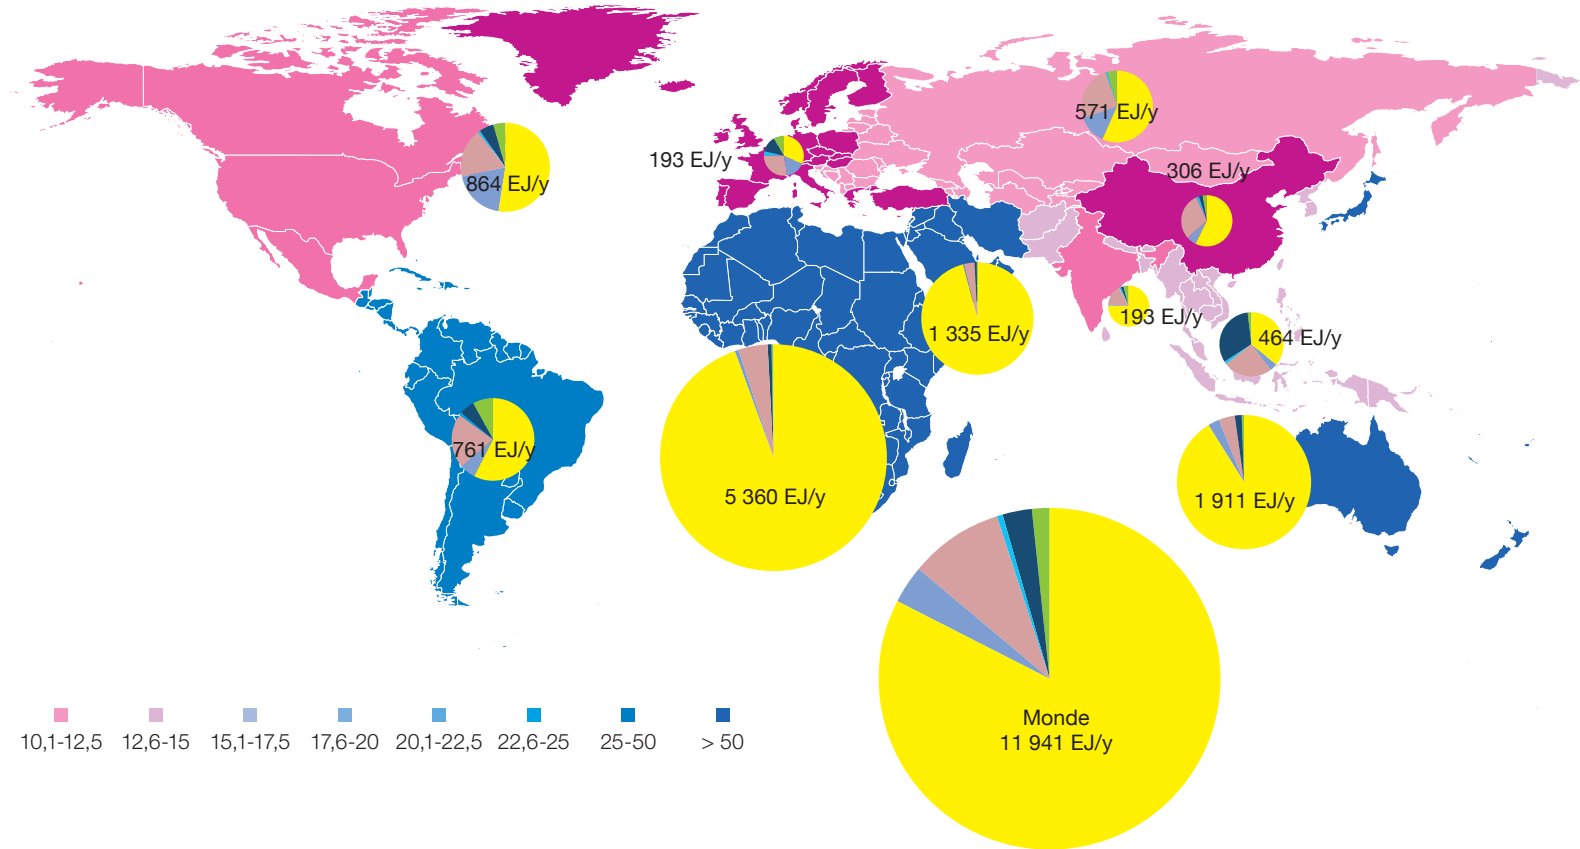 571 EJ/y
193 EJ/y
306 EJ/y
864 EJ/y
193 EJ/y
1 335 EJ/y
464 EJ/y
761 EJ/y
5 360 EJ/y
1 911 EJ/y
Monde
11 941 EJ/y
10,1-12,5
12,6-15
15,1-17,5
17,6-20
20,1-22,5
22,6-25
25-50
> 50